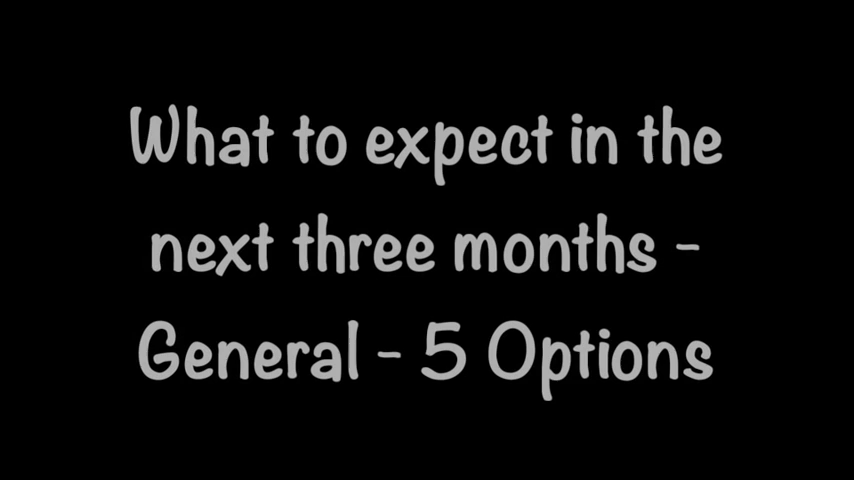 What to expect in the
next three months -
General - 5 Options